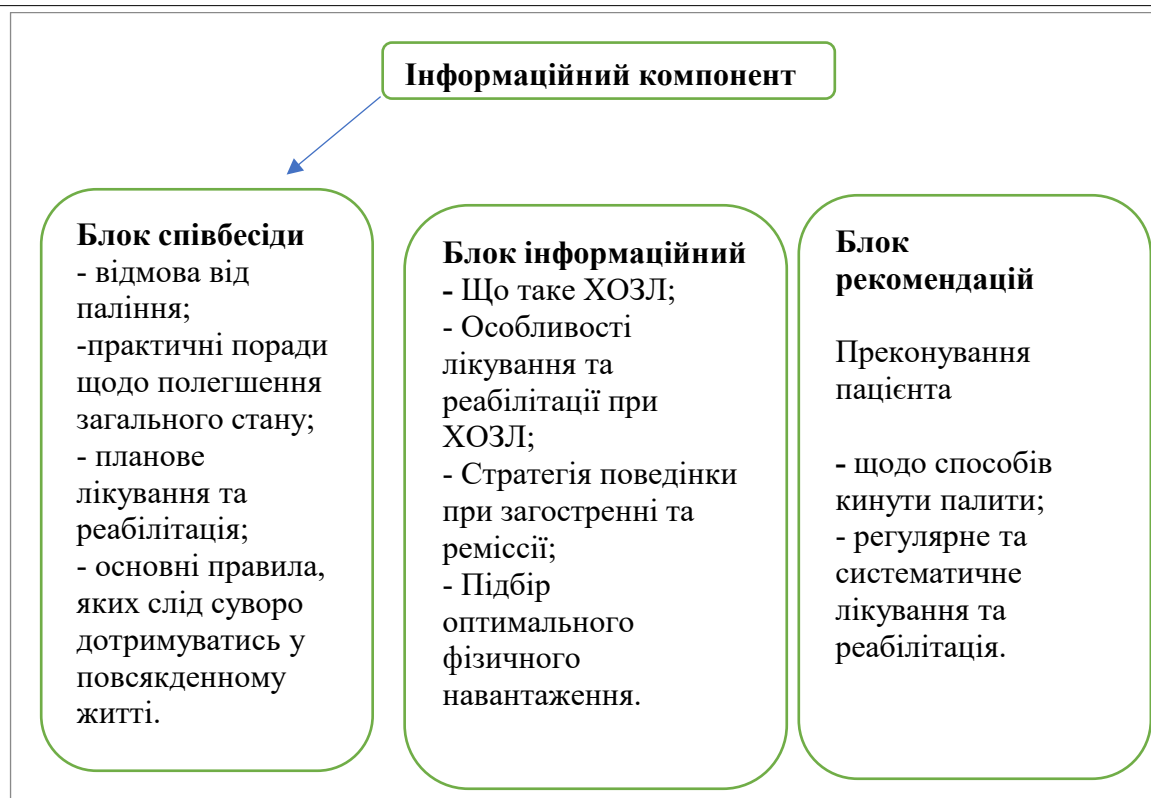 Інформаційний компонент
Блок співбесіди
- відмова від
паління;
-практичні поради
щодо полегшення
загального стану;
- планове
лікування та
реабілітація;
- основні правила,
яких слід суворо
дотримуватись у
повсякденному
житті.
Блок інформаційний
- Що таке ХОЗЛ;
- Особливості
лікування та
реабілітації при
ХОЗЛ;
- Стратегія поведінки
при загостренні та
реміссії;
- Підбір
оптимального
фізичного
навантаження.
Блок
рекомендацій
Преконування
пацієнта
- щодо способів
кинути палити;
- регулярне та
систематичне
лікування та
реабілітація.